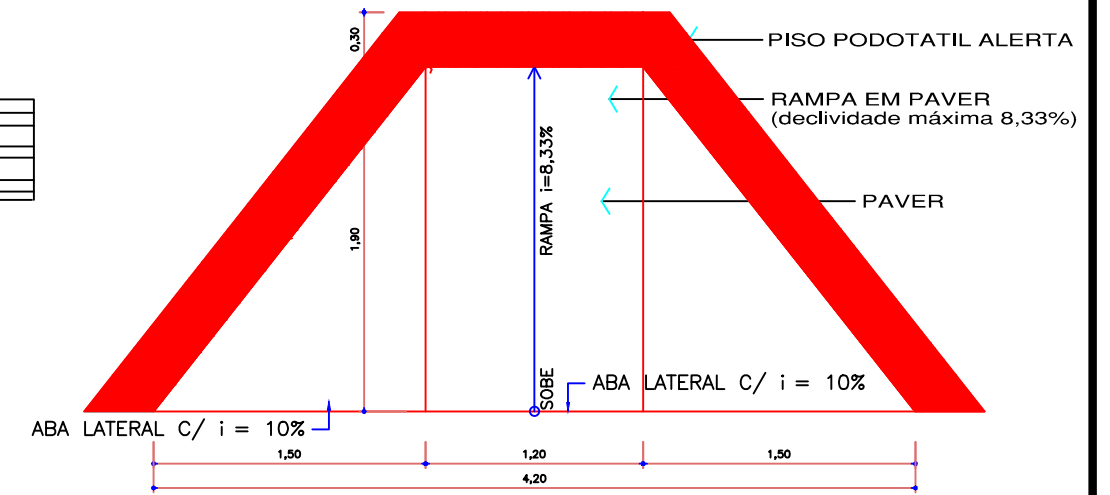 0,30
PISO PODOTATIL ALERTA
RAMPA EM PAVER
(declividade máxima 8,33%)
RAMPA i=8,33%
PAVER
1,90
SOBE
ABA LATERAL C/ i = 10%
ABA LATERAL C/ i = 10%
1,50
1,20
1,50
4,20